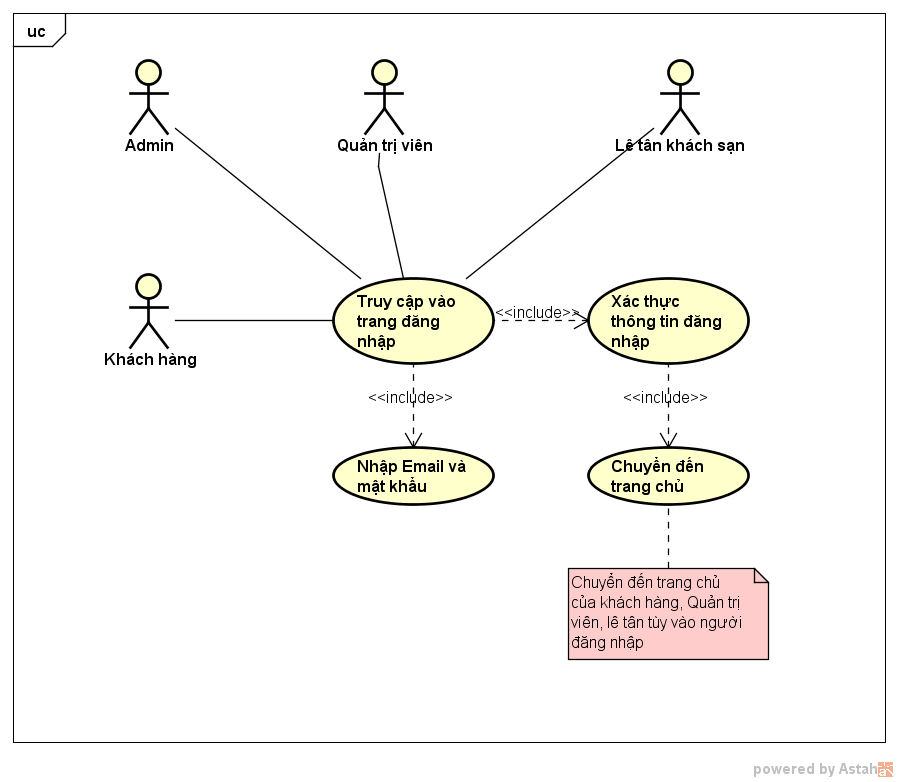 uc
Admin
Quản trị viên
Lê tân khách sạn
Khách hàng
Truy cập vào
trang đăng
nhập
<<include>>
Xác thực
thông tin đăng
nhập
<<include>>
<<include>>
Nhập Email và
mật khẩu
Chuyển đến
trang chủ
Chuyển đến trang chủ
của khách hàng, Quản trị
viên, lê tân tùy vào người
đăng nhập
powered by Astah